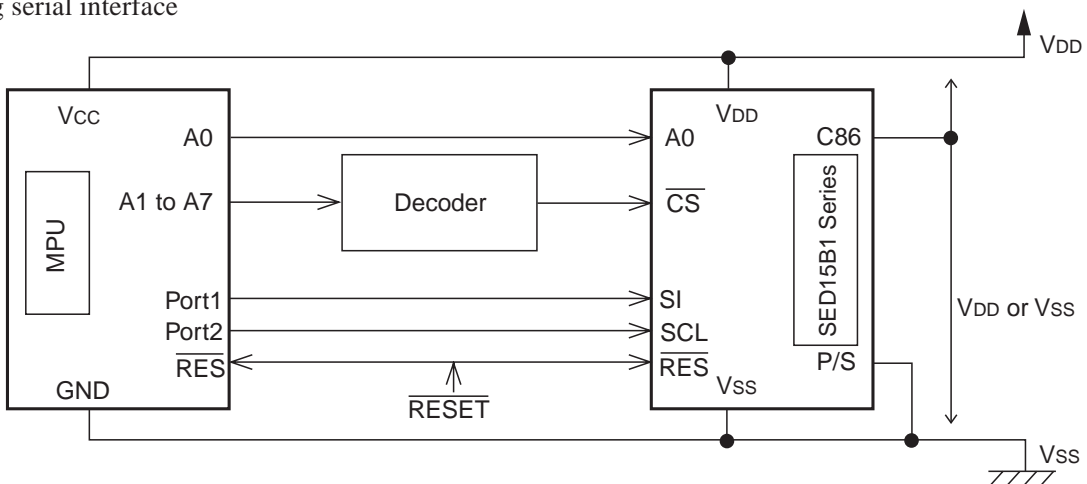 serial interface
VDD
VCC
VDD
A0
A0
C86
A1 to A7
Decoder
CS
MPU
SED15B1 Series
Port1
SI
VDD or VSS
Port2
SCL
RES
RES
P/S
GND
RESET
VSS
VSS